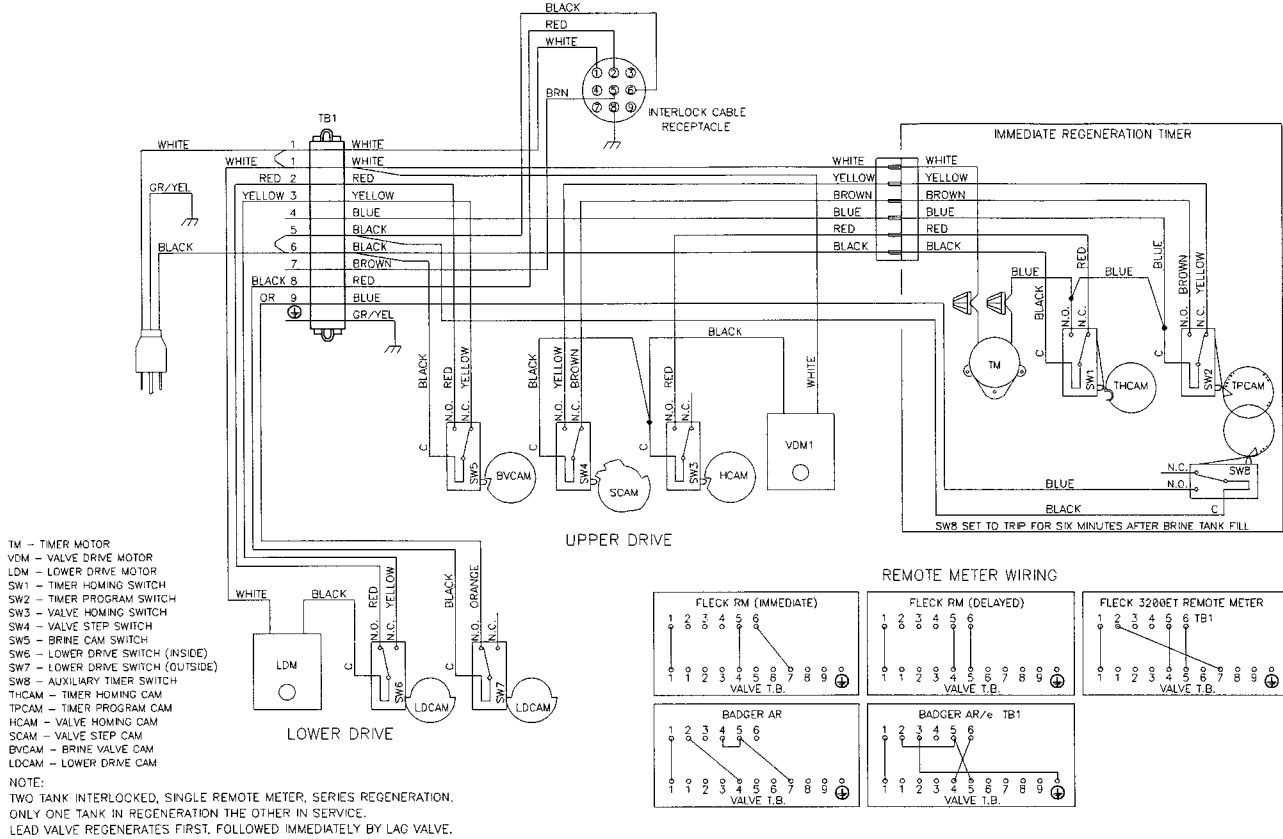 BLACK
RED
WHITE
BRN
1 2 3
4 5 6
7 8 9
INTERLOCK CABLE
RECEPTACLE
TB1
WHITE
GR/YEL
BLACK
WHITE 1 WHITE
RED 2 RED
YELLOW 3 YELLOW
4 BLUE
5 BLACK
6 BLACK
7 BROWN
BLACK 8 RED
OR 9 BLUE
GR/YEL
1 WHITE
IMMEDIATE REGENERATION TIMER
WHITE WHITE
YELLOW YELLOW
BROWN BROWN
BLUE BLUE
RED RED
BLACK BLACK
BLUE
BLUE
BLACK
RED
BLUE
BROWN
YELLOW
N.O.
N.C.
N.O.
N.C.
C
C
TM
SW1
THCAM
SW2
TPCAM
N.C.
N.O.
SW8
C
BLUE
BLACK
SW8 SET TO TRIP FOR SIX MINUTES AFTER BRINE TANK FILL
BLACK
BLACK
RED
YELLOW
BLACK
YELLOW
BROWN
RED
WHITE
N.O.
N.C.
N.O.
N.C.
N.O.
N.C.
C
C
C
SW5
BVCAM
SW4
SCAM
SW3
HCAM
VDM1
UPPER DRIVE
WHITE
BLACK
RED
YELLOW
BLACK
ORANGE
N.O.
N.C.
N.O.
N.C.
C
C
LDM
SW6
LDCAM
SW7
LDCAM
LOWER DRIVE
TM – TIMER MOTOR
VDM – VALVE DRIVE MOTOR
LDM – LOWER DRIVE MOTOR
SW1 – TIMER HOMING SWITCH
SW2 – TIMER PROGRAM SWITCH
SW3 – VALVE HOMING SWITCH
SW4 – VALVE STEP SWITCH
SW5 – BRINE CAM SWITCH
SW6 – LOWER DRIVE SWITCH (INSIDE)
SW7 – LOWER DRIVE SWITCH (OUTSIDE)
SW8 – AUXILIARY TIMER SWITCH
THCAM – TIMER HOMING CAM
TPCAM – TIMER PROGRAM CAM
HCAM – VALVE HOMING CAM
SCAM – VALVE STEP CAM
BVCAM – BRINE VALVE CAM
LDCAM – LOWER DRIVE CAM
NOTE:
TWO TANK INTERLOCKED, SINGLE REMOTE METER, SERIES REGENERATION.
ONLY ONE TANK IN REGENERATION THE OTHER IN SERVICE.
LEAD VALVE REGENERATES FIRST, FOLLOWED IMMEDIATELY BY LAG VALVE.
REMOTE METER WIRING
FLECK RM (IMMEDIATE)
1 2 3 4 5 6
1 1 2 3 4 5 6 7 8 9
VALVE T.B.
FLECK RM (DELAYED)
1 2 3 4 5 6
1 1 2 3 4 5 6 7 8 9
VALVE T.B.
FLECK 3200ET REMOTE METER
1 2 3 4 5 6 TB1
1 1 2 3 4 5 6 7 8 9
VALVE T.B.
BADGER AR
1 2 3 4 5 6
1 1 2 3 4 5 6 7 8 9
VALVE T.B.
BADGER AR/e TB1
1 2 3 4 5 6
1 1 2 3 4 5 6 7 8 9
VALVE T.B.